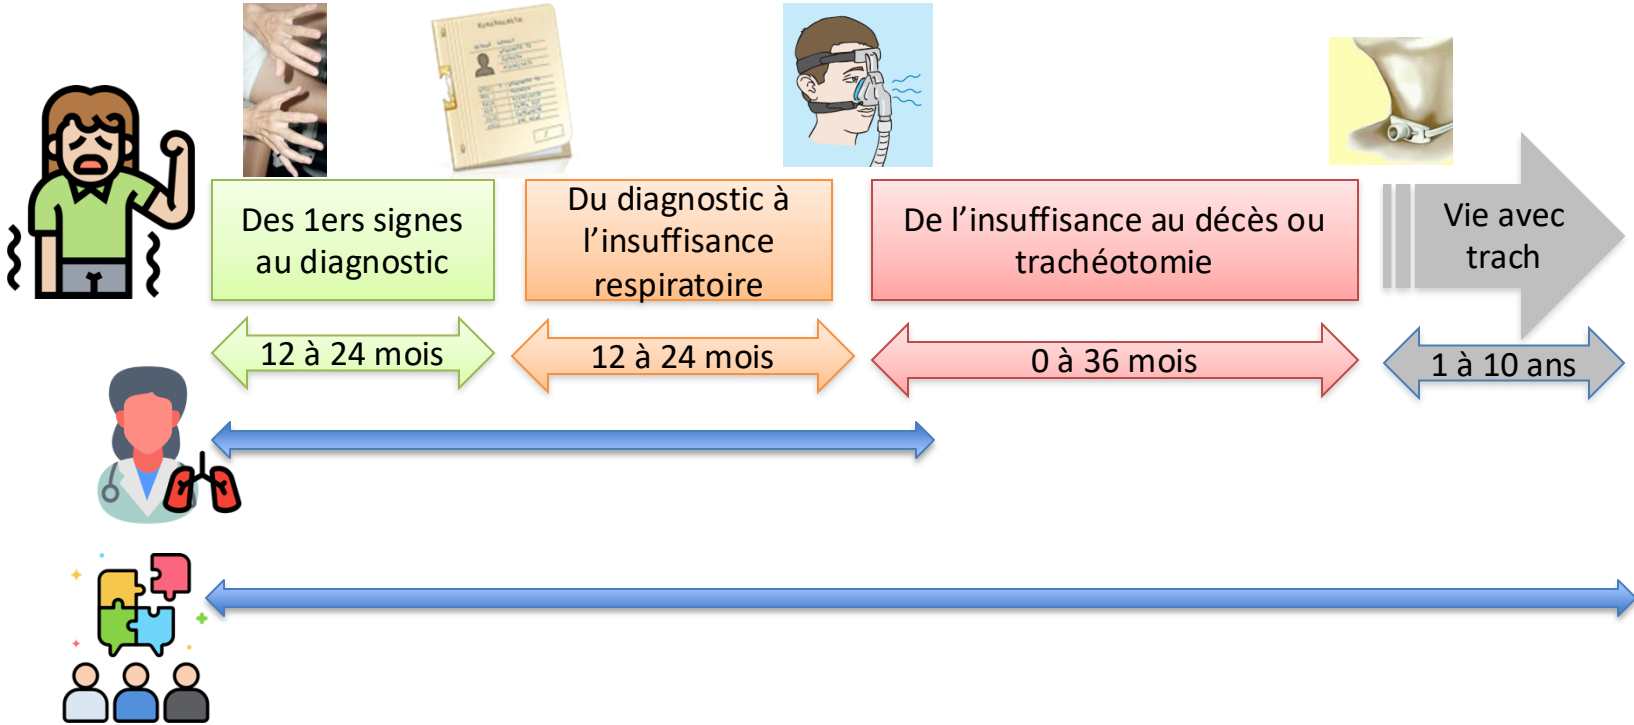 Des 1ers signes
au diagnostic
Du diagnostic à
l’insuffisance
respiratoire
De l’insuffisance au décès ou
trachéotomie
Vie avec
trach
12 à 24 mois
12 à 24 mois
0 à 36 mois
1 à 10 ans